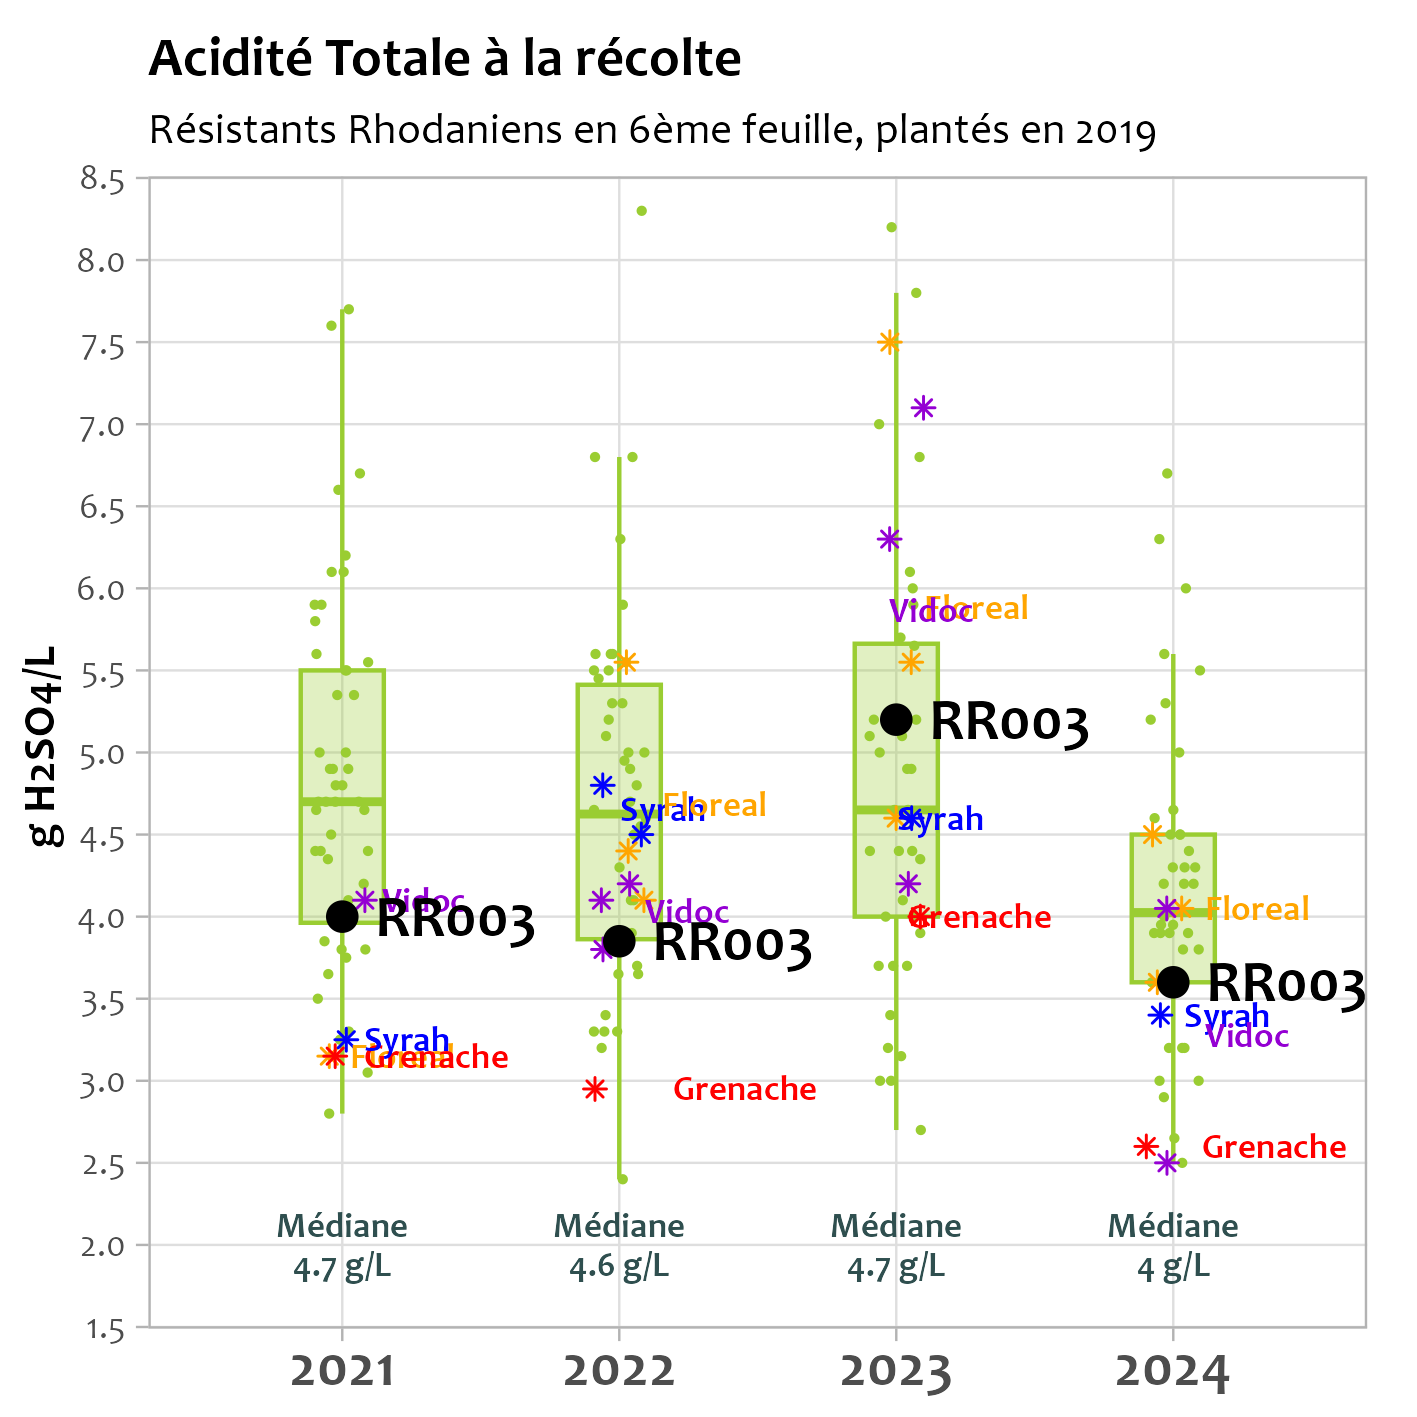 Acidité Totale à la récolte
Résistants Rhodaniens en 6ème feuille, plantés en 2019
g H2SO4/L
8.5
8.0
7.5
7.0
6.5
6.0
5.5
5.0
4.5
4.0
3.5
3.0
2.5
2.0
1.5
Vidoc
RR003
Syrah
Floreal
Grenache
Médiane
4.7 g/L
Syrah
Floreal
Vidoc
RR003
Grenache
Médiane
4.6 g/L
Vidoc
Floreal
RR003
Syrah
Grenache
Médiane
4.7 g/L
Floreal
RR003
Syrah
Vidoc
Grenache
Médiane
4 g/L
2021
2022
2023
2024